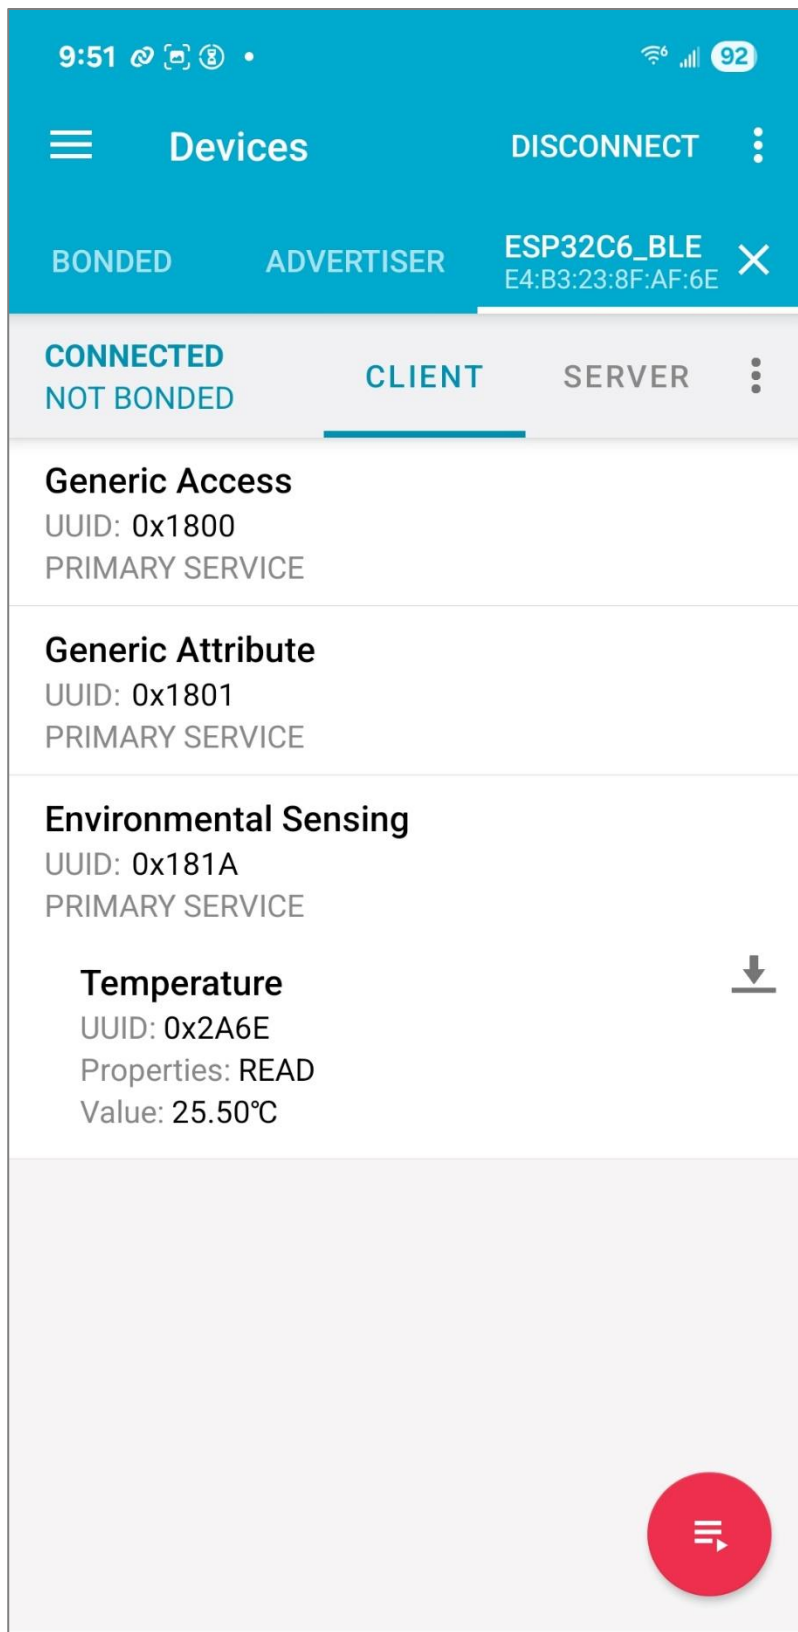 9:51
92
Devices
DISCONNECT
BONDED
ADVERTISER
ESP32C6_BLE
E4:B3:23:8F:AF:6E
CONNECTED
NOT BONDED
CLIENT
SERVER
Generic Access
UUID: 0x1800
PRIMARY SERVICE
Generic Attribute
UUID: 0x1801
PRIMARY SERVICE
Environmental Sensing
UUID: 0x181A
PRIMARY SERVICE
Temperature
UUID: 0x2A6E
Properties: READ
Value: 25.50°C